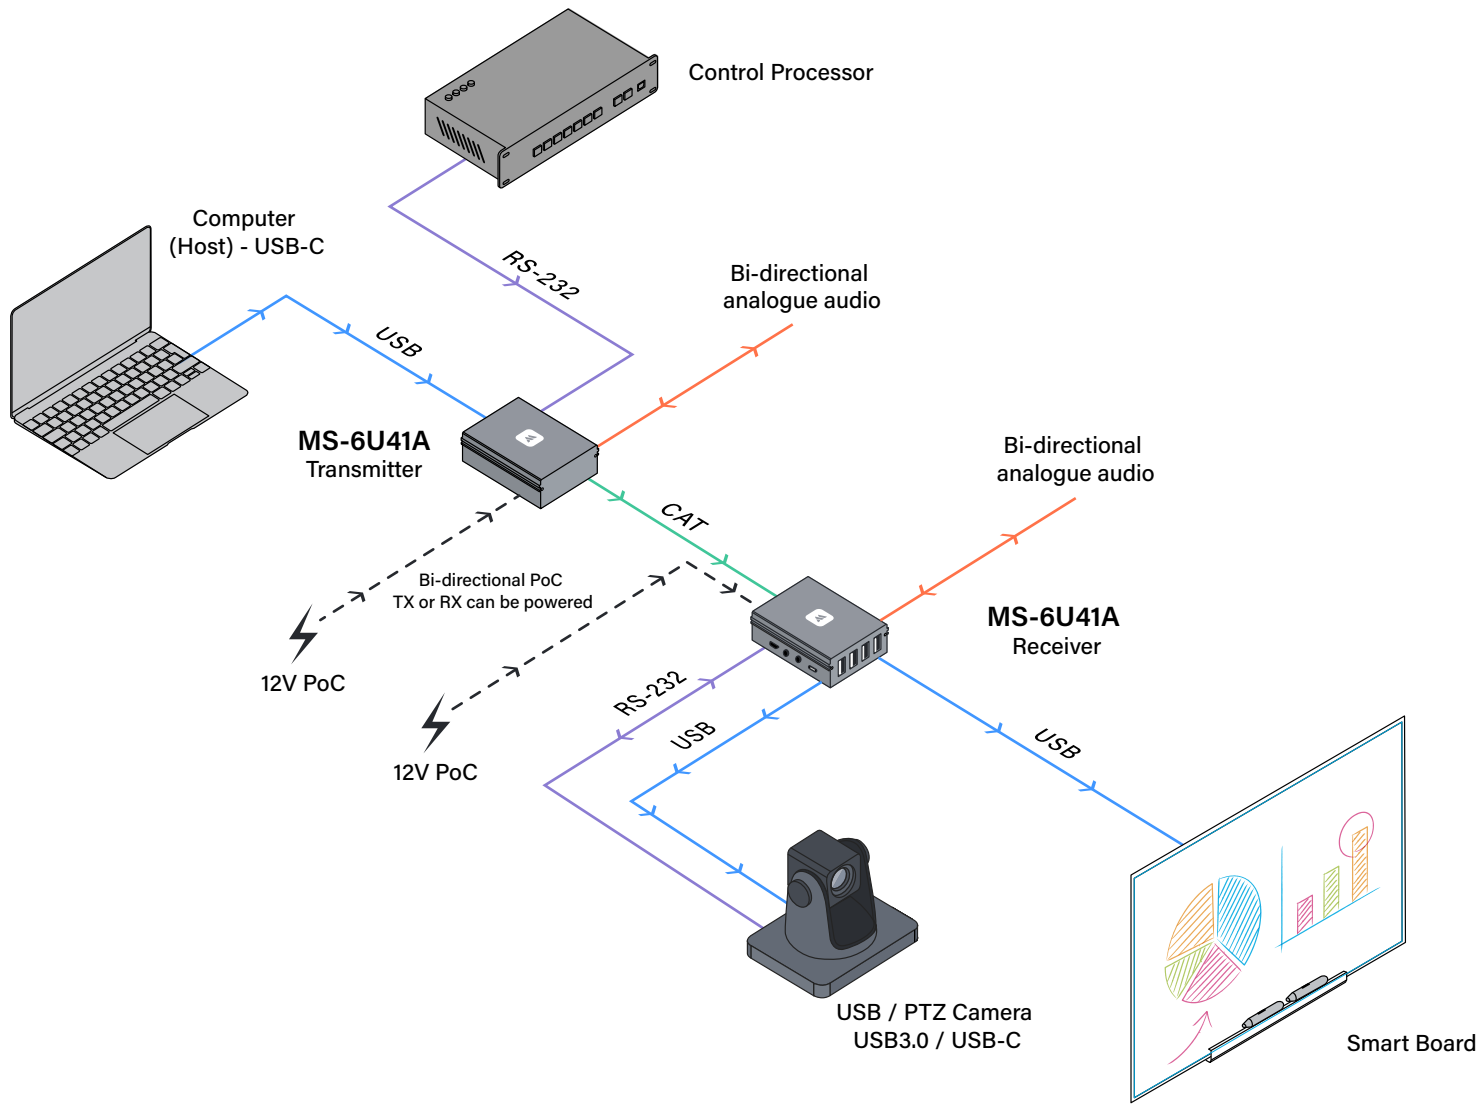 Control Processor
Computer
(Host) - USB-C
RS-232
Bi-directional
analogue audio
USB
MS-6U41A
Transmitter
Bi-directional
analogue audio
CAT
Bi-directional PoC
TX or RX can be powered
MS-6U41A
Receiver
12V PoC
RS-232
USB
USB
12V PoC
USB / PTZ Camera
USB3.0 / USB-C
Smart Board